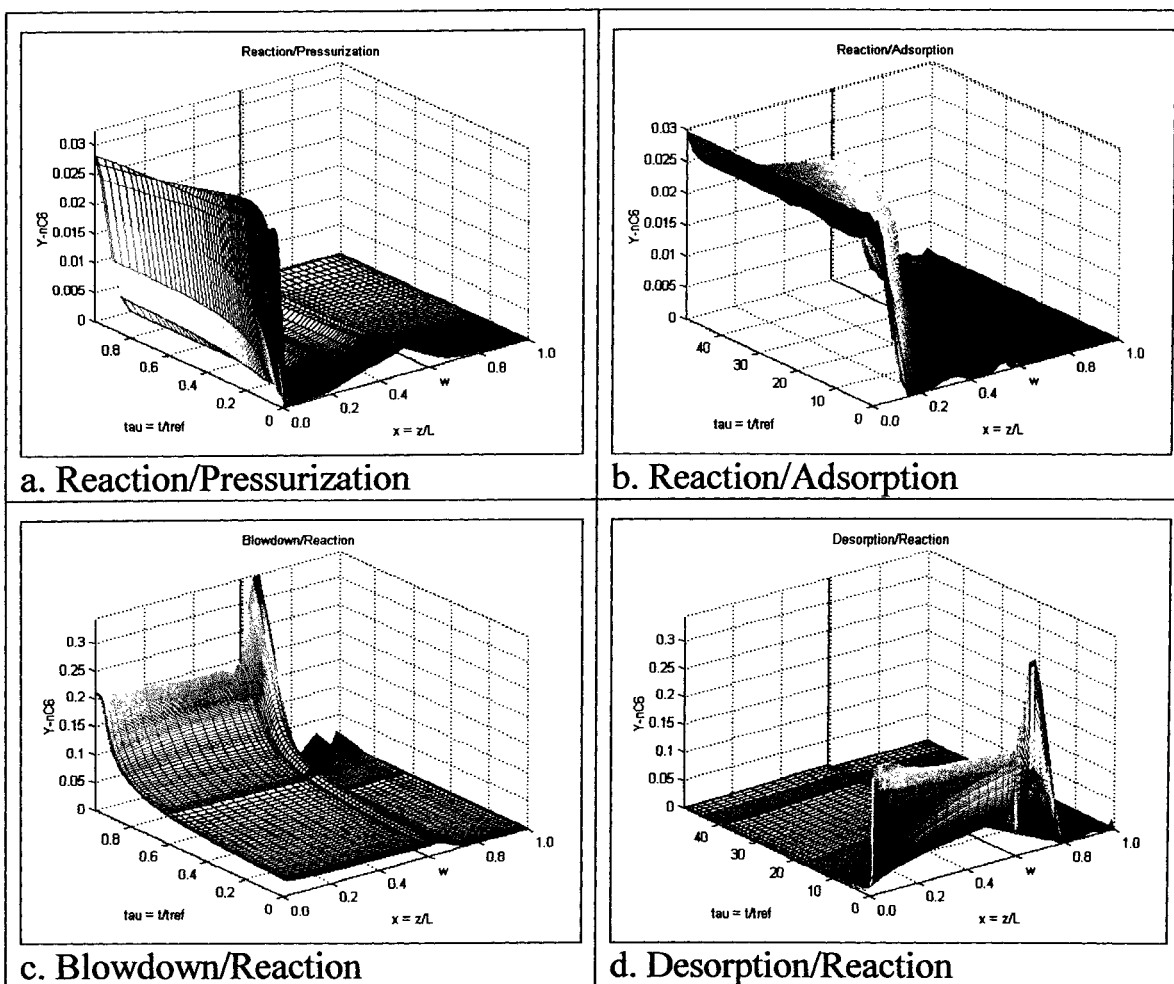 Reaction/Pressurization
0.03
0.025
0.02
0.015
0.01
0.005
0
Y-nC6
0.8
0.6
0.4
0.2
0
tau = t/tref
0.0
0.2
0.4
w
0.8
1.0
x = z/L
a. Reaction/Pressurization
Reaction/Adsorption
0.03
0.025
0.02
0.015
0.01
0.005
0
Y-nC6
40
30
20
10
0
tau = t/tref
0.0
0.2
0.4
w
0.8
1.0
x = z/L
b. Reaction/Adsorption
Blowdown/Reaction
0.3
0.25
0.2
0.15
0.1
0.05
0
Y-nC6
0.8
0.6
0.4
0.2
0
tau = t/tref
0.0
0.2
0.4
w
0.8
1.0
x = z/L
c. Blowdown/Reaction
Desorption/Reaction
0.3
0.25
0.2
0.15
0.1
0.05
0
Y-nC6
40
30
20
10
0
tau = t/tref
0.0
0.2
0.4
w
0.8
1.0
x = z/L
d. Desorption/Reaction